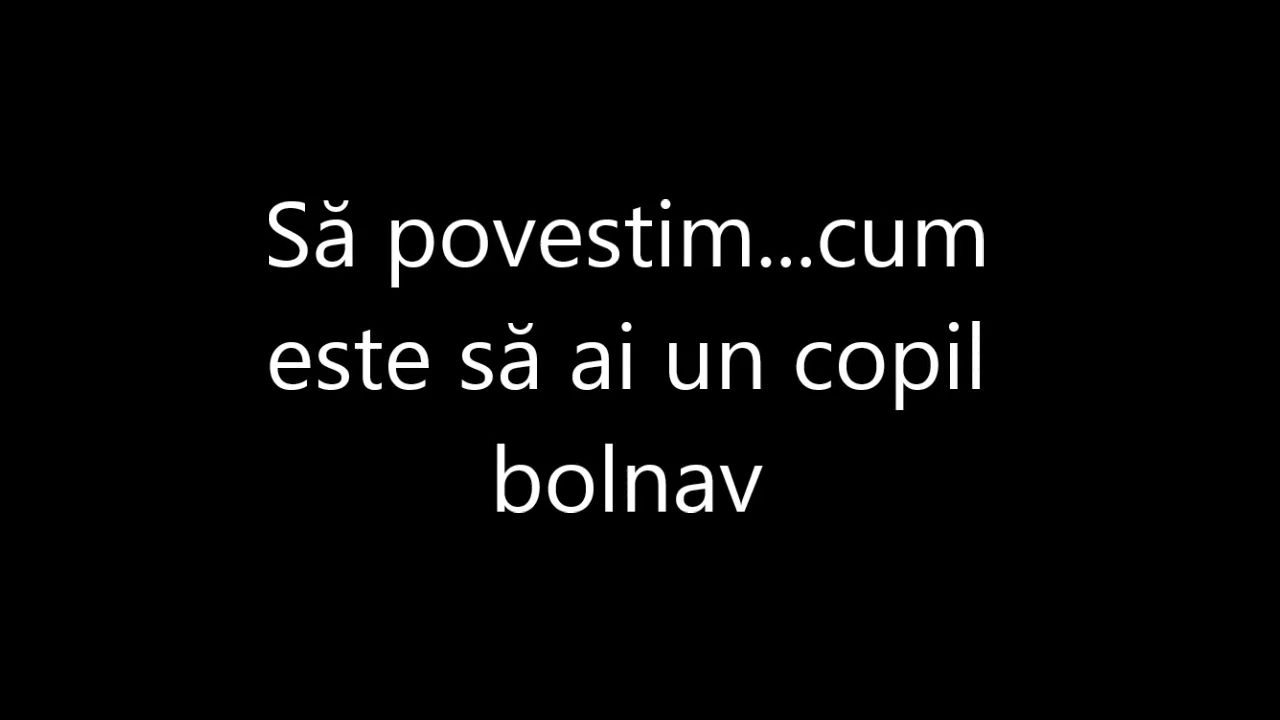 Să povestim...cum
este să ai un copil
bolnav